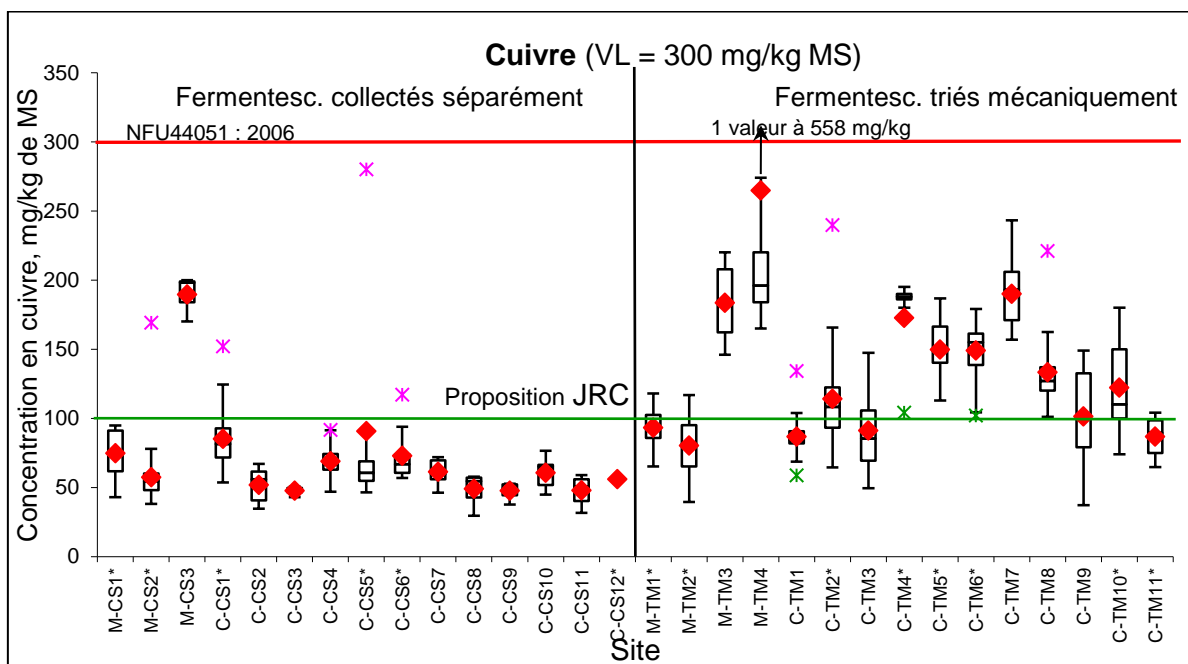 Cuivre (VL = 300 mg/kg MS)
Concentration en cuivre, mg/kg de MS
350
300
250
200
150
100
50
0
Fermentesc. collectés séparément
Fermentesc. triés mécaniquement
NFU44051 : 2006
1 valeur à 558 mg/kg
Proposition JRC
M-CS1*
M-CS2*
M-CS3
C-CS1*
C-CS2
C-CS3
C-CS4
C-CS5*
C-CS6*
C-CS7
C-CS8
C-CS9
C-CS10
C-CS11
C-CS12*
M-TM1*
M-TM2*
M-TM3
M-TM4
C-TM1
C-TM2*
C-TM3
C-TM4*
C-TM5*
C-TM6*
C-TM7
C-TM8
C-TM9
C-TM10*
C-TM11*
Site